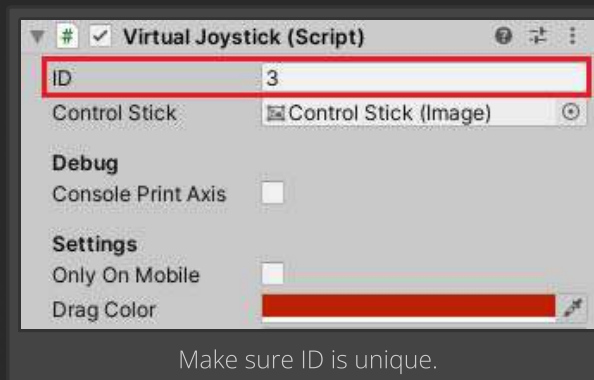 Virtual Joystick (Script)
ID 3
Control Stick Control Stick (Image)
Debug
Console Print Axis
Settings
Only On Mobile
Drag Color
Make sure ID is unique.